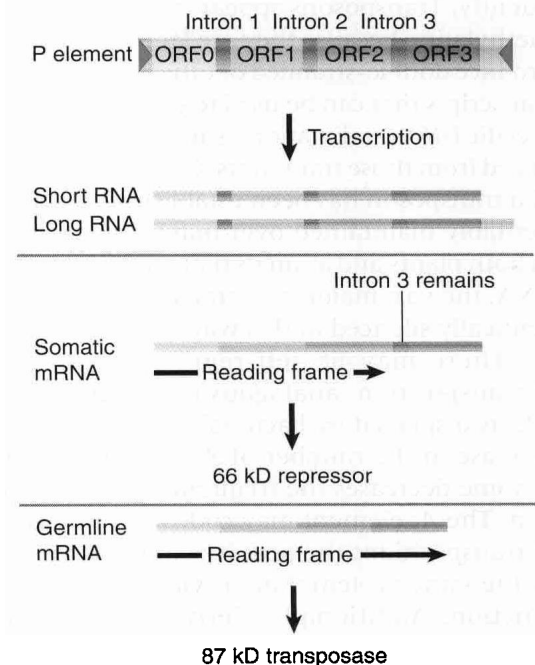 Intron 1 Intron 2 Intron 3
P element ORF0 ORF1 ORF2 ORF3
Transcription
Short RNA
Long RNA
Intron 3 remains
Somatic
mRNA
Reading frame
66 kD repressor
Germline
mRNA
Reading frame
87 kD transposase